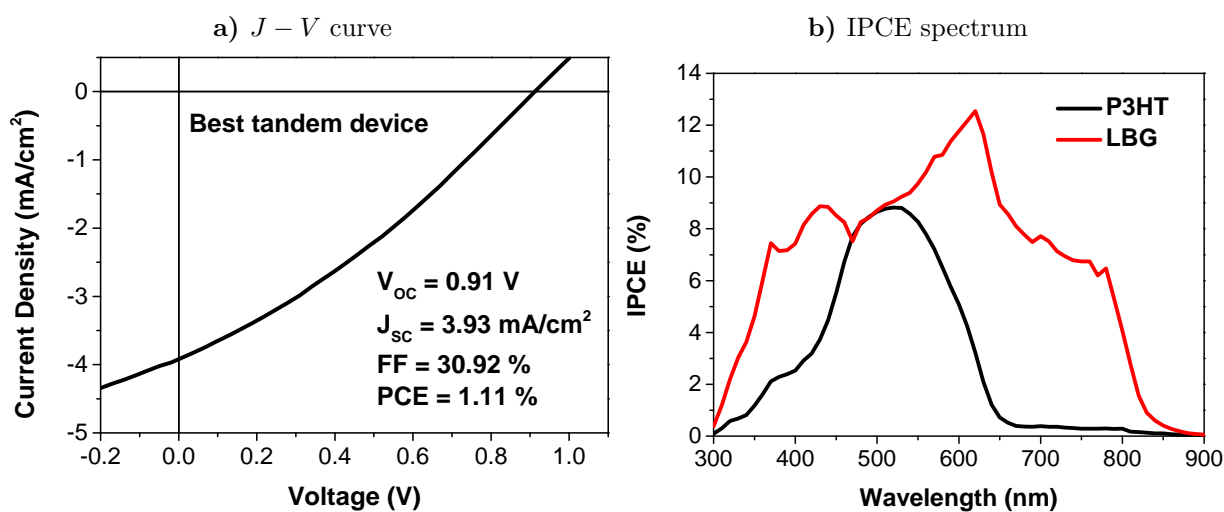 a) J − V curve
Current Density (mA/cm²)
0
-1
-2
-3
-4
-5
Best tandem device
V_OC = 0.91 V
J_SC = 3.93 mA/cm²
FF = 30.92 %
PCE = 1.11 %
-0.2 0.0 0.2 0.4 0.6 0.8 1.0
Voltage (V)
b) IPCE spectrum
IPCE (%)
14
12
10
8
6
4
2
0
P3HT
LBG
300 400 500 600 700 800 900
Wavelength (nm)